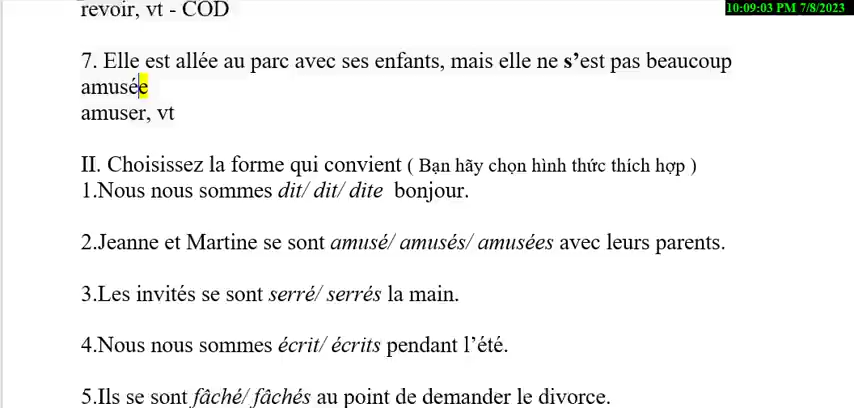 10:09:03 PM 7/8/2023
revoir, vt - COD
7. Elle est allée au parc avec ses enfants, mais elle ne s’est pas beaucoup
amusée
amuser, vt
II. Choisissez la forme qui convient ( Bạn hãy chọn hình thức thích hợp )
1.Nous nous sommes dit/ dit/ dite bonjour.
2.Jeanne et Martine se sont amusé/ amusés/ amusées avec leurs parents.
3.Les invités se sont serré/ serrés la main.
4.Nous nous sommes écrit/ écrits pendant l’été.
5.Ils se sont fâché/ fâchés au point de demander le divorce.